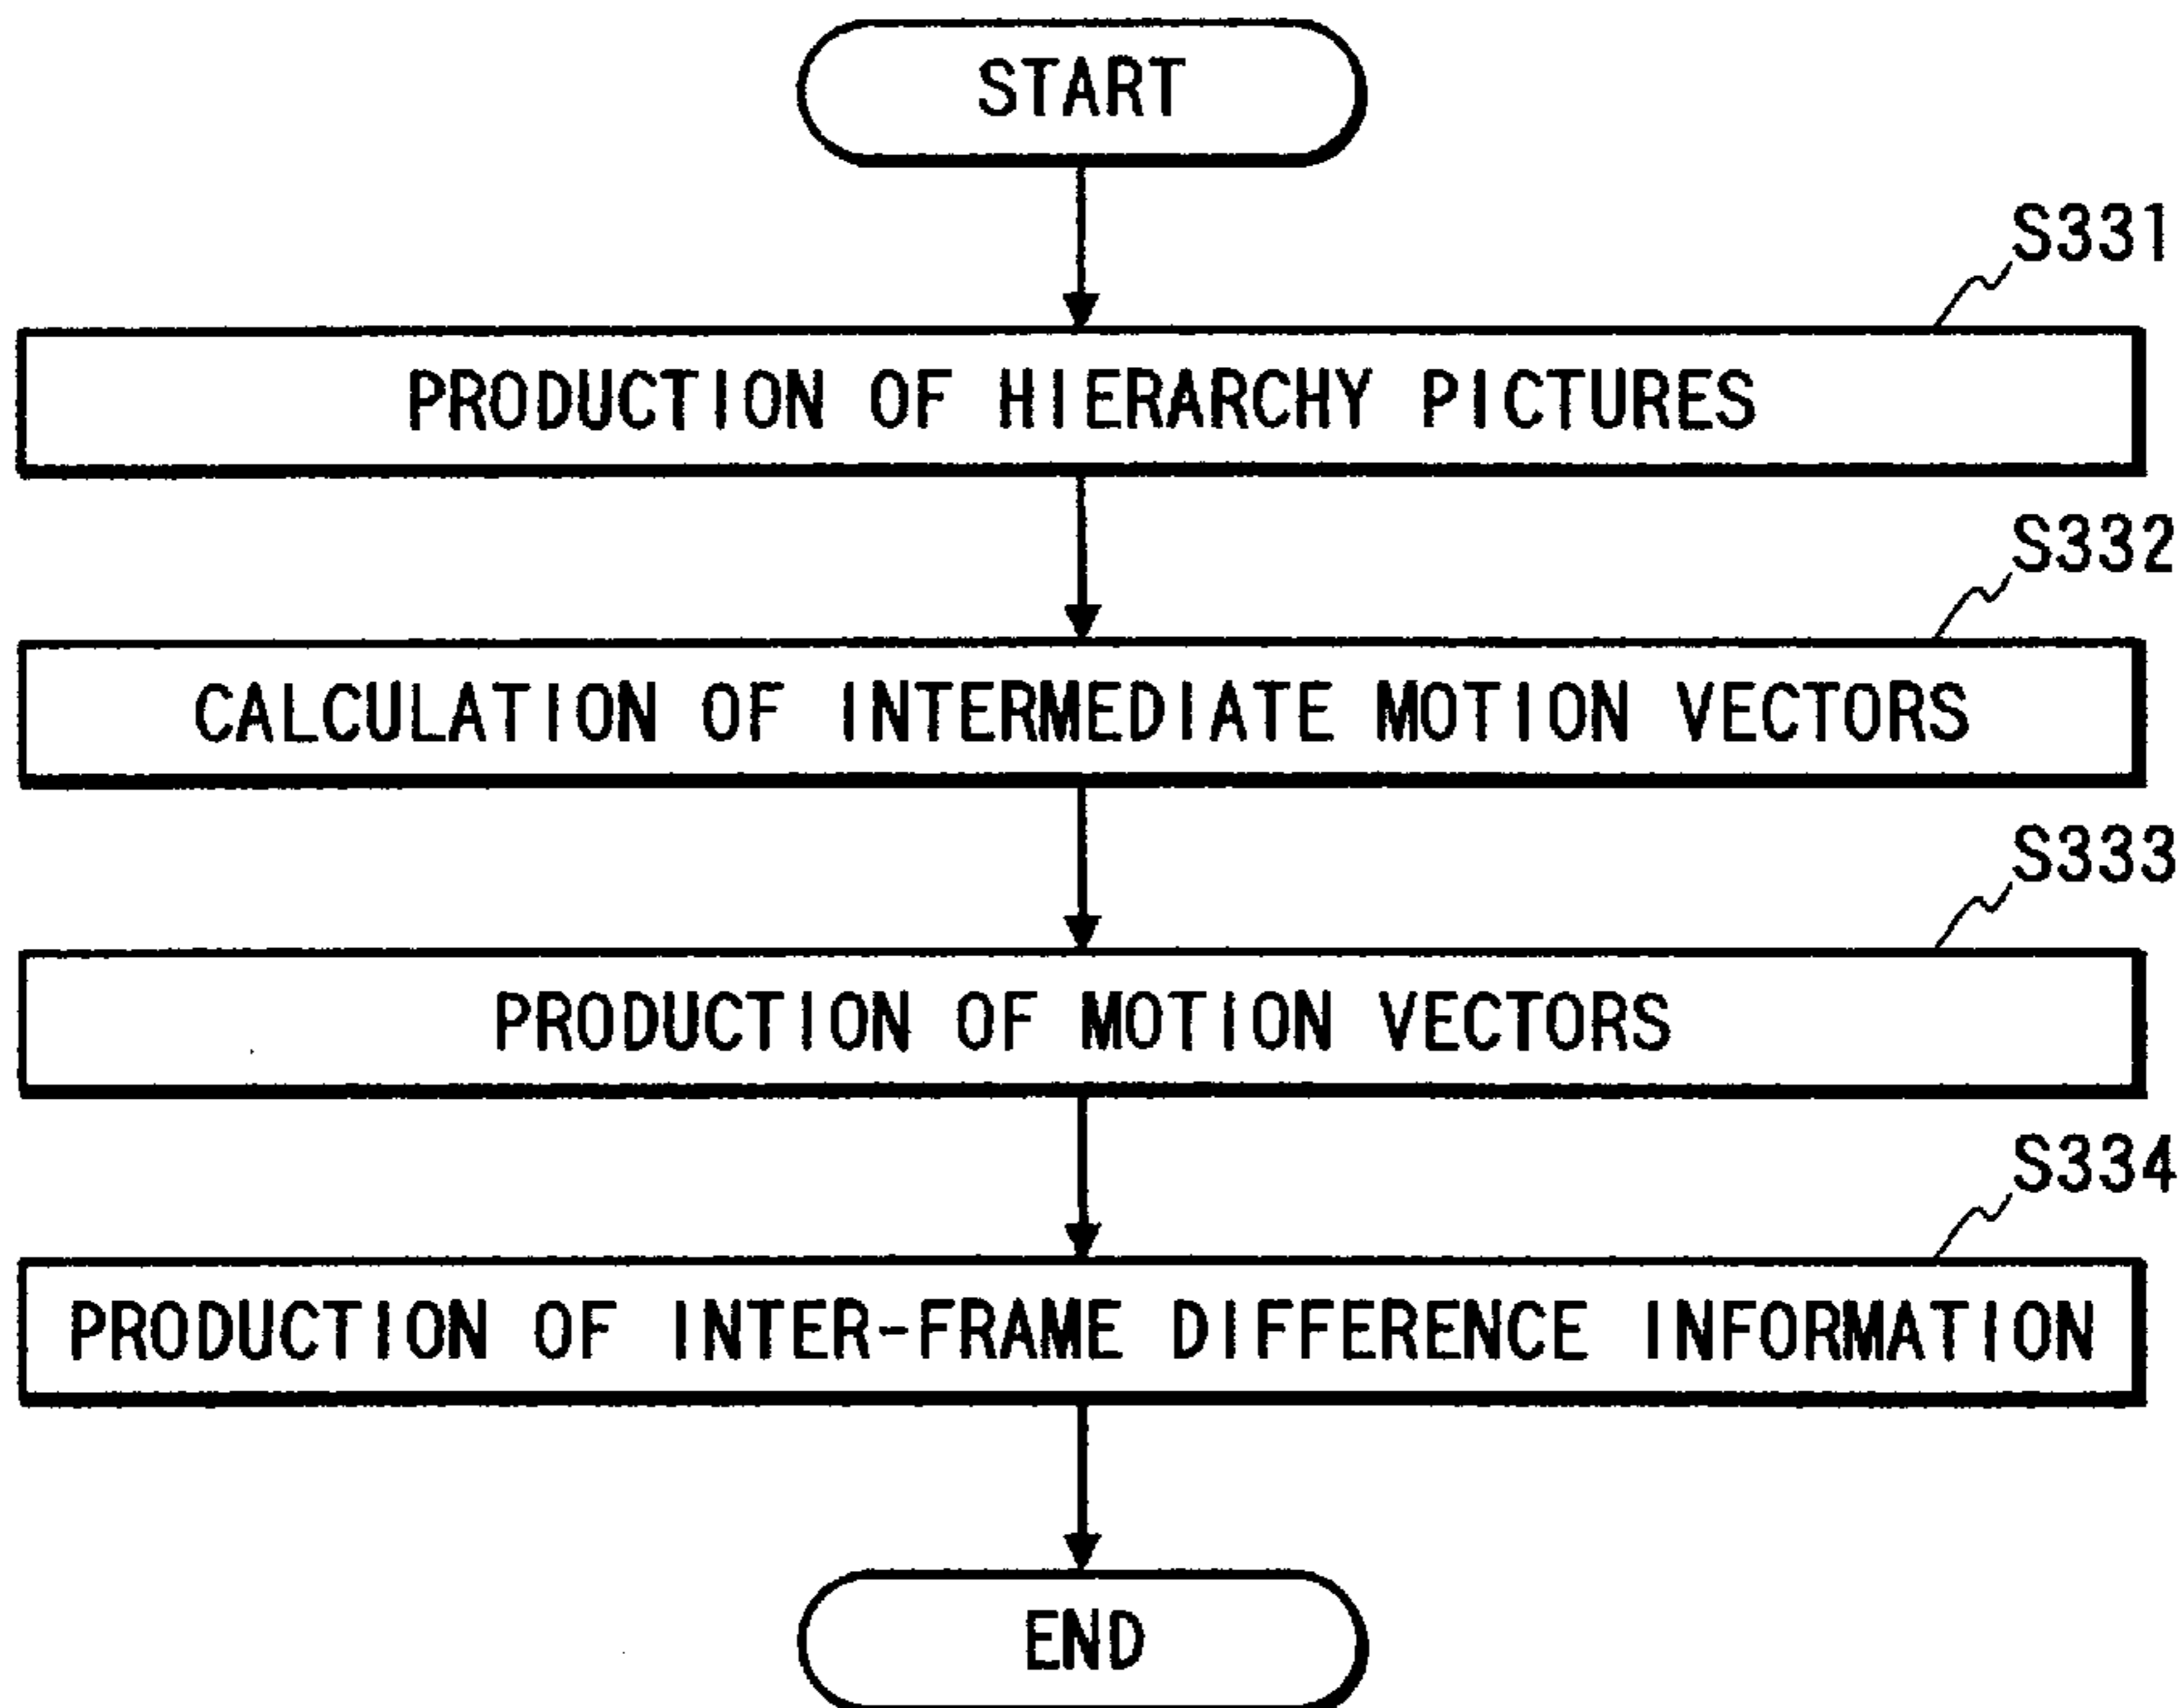 START
S331
PRODUCTION OF HIERARCHY PICTURES
S332
CALCULATION OF INTERMEDIATE MOTION VECTORS
S333
PRODUCTION OF MOTION VECTORS
S334
PRODUCTION OF INTER-FRAME DIFFERENCE INFORMATION
END